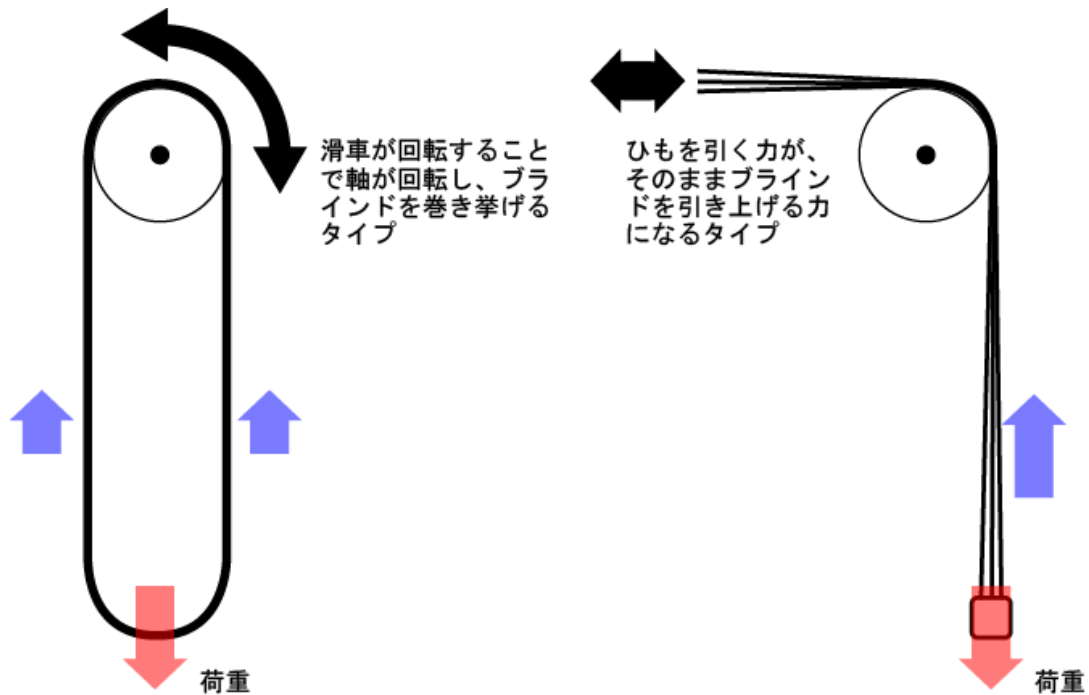 滑車が回転すること
で軸が回転し、ブラ
インドを巻き挙げる
タイプ
ひもを引く力が、
そのままブライン
ドを引き上げる力
になるタイプ
荷重
荷重